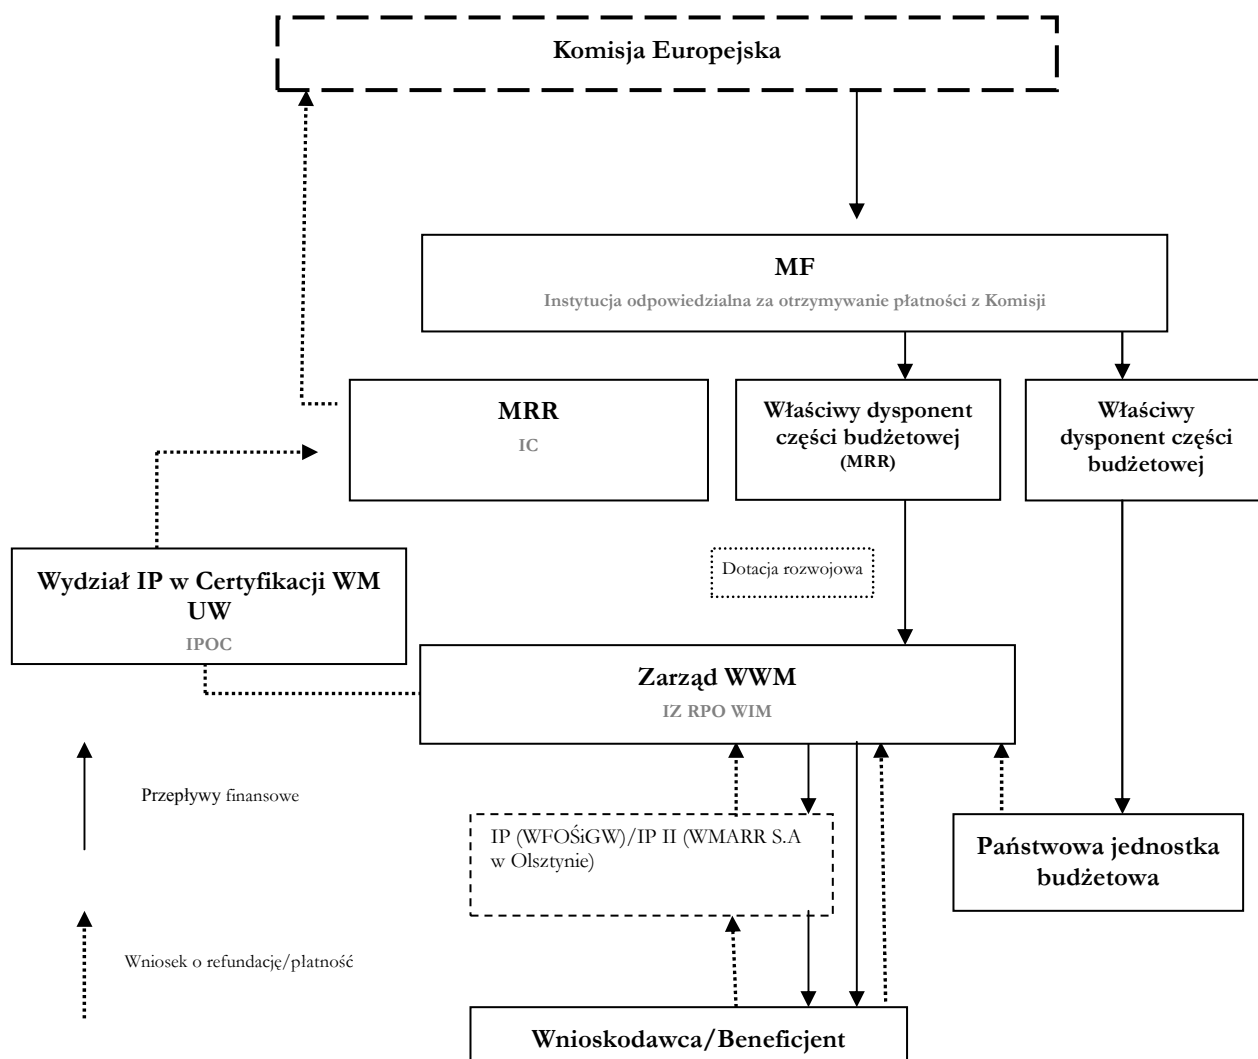 Komisja Europejska
MF
Instytucja odpowiedzialna za otrzymywanie płatności z Komisji
MRR
IC
Właściwy dysponent
części budżetowej
(MRR)
Właściwy
dysponent części
budżetowej
Wydział IP w Certyfikacji WM
UW
IPOC
Dotacja rozwojowa
Zarząd WWM
IZ RPO WIM
Przepływy finansowe
IP (WFOŚiGW)/IP II (WMARR S.A
w Olsztynie)
Państwowa jednostka
budżetowa
Wniosek o refundację/płatność
Wnioskodawca/Beneficjent